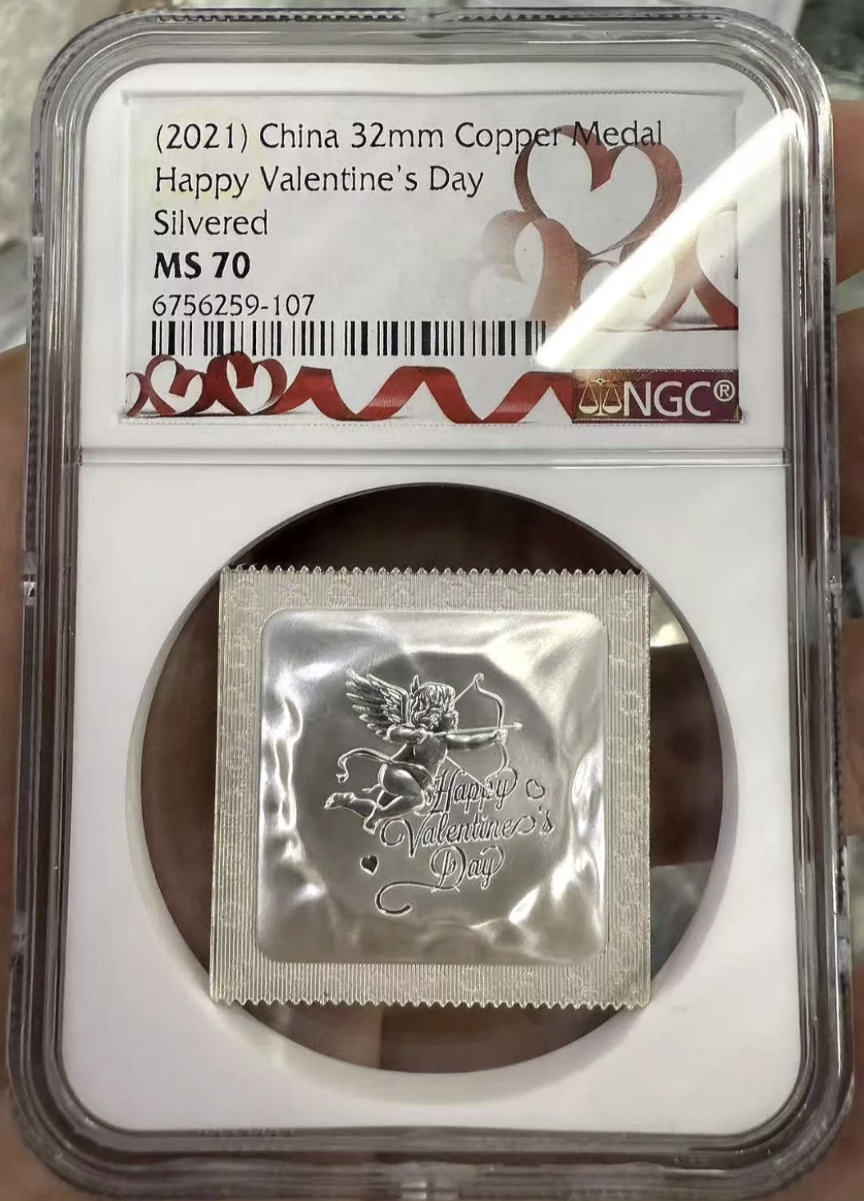 (2021) China 32mm Copper Medal
Happy Valentine's Day
Silvered
MS 70
6756259-107
NGC®
Happy
Valentine's
Day